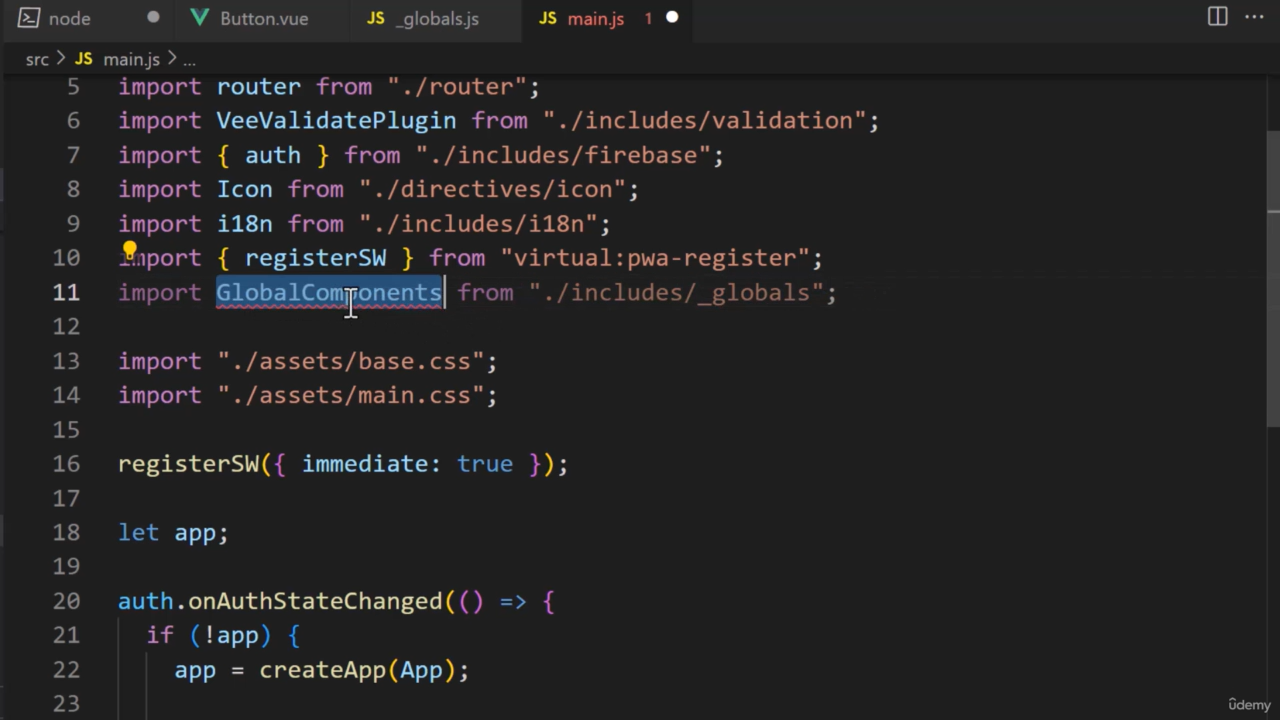 node Button.vue JS _globals.js JS main.js 1 ...
src > JS main.js > ...
5 import router from "./router";
6 import VeeValidatePlugin from "./includes/validation";
7 import { auth } from "./includes/firebase";
8 import Icon from "./directives/icon";
9 import i18n from "./includes/i18n";
10 import { registerSW } from "virtual:pwa-register";
11 import GlobalComponents from "./includes/_globals";
12
13 import "./assets/base.css";
14 import "./assets/main.css";
15
16 registerSW({ immediate: true });
17
18 let app;
19
20 auth.onAuthStateChanged(() => {
21 if (!app) {
22 app = createApp(App);
23
ûdemy